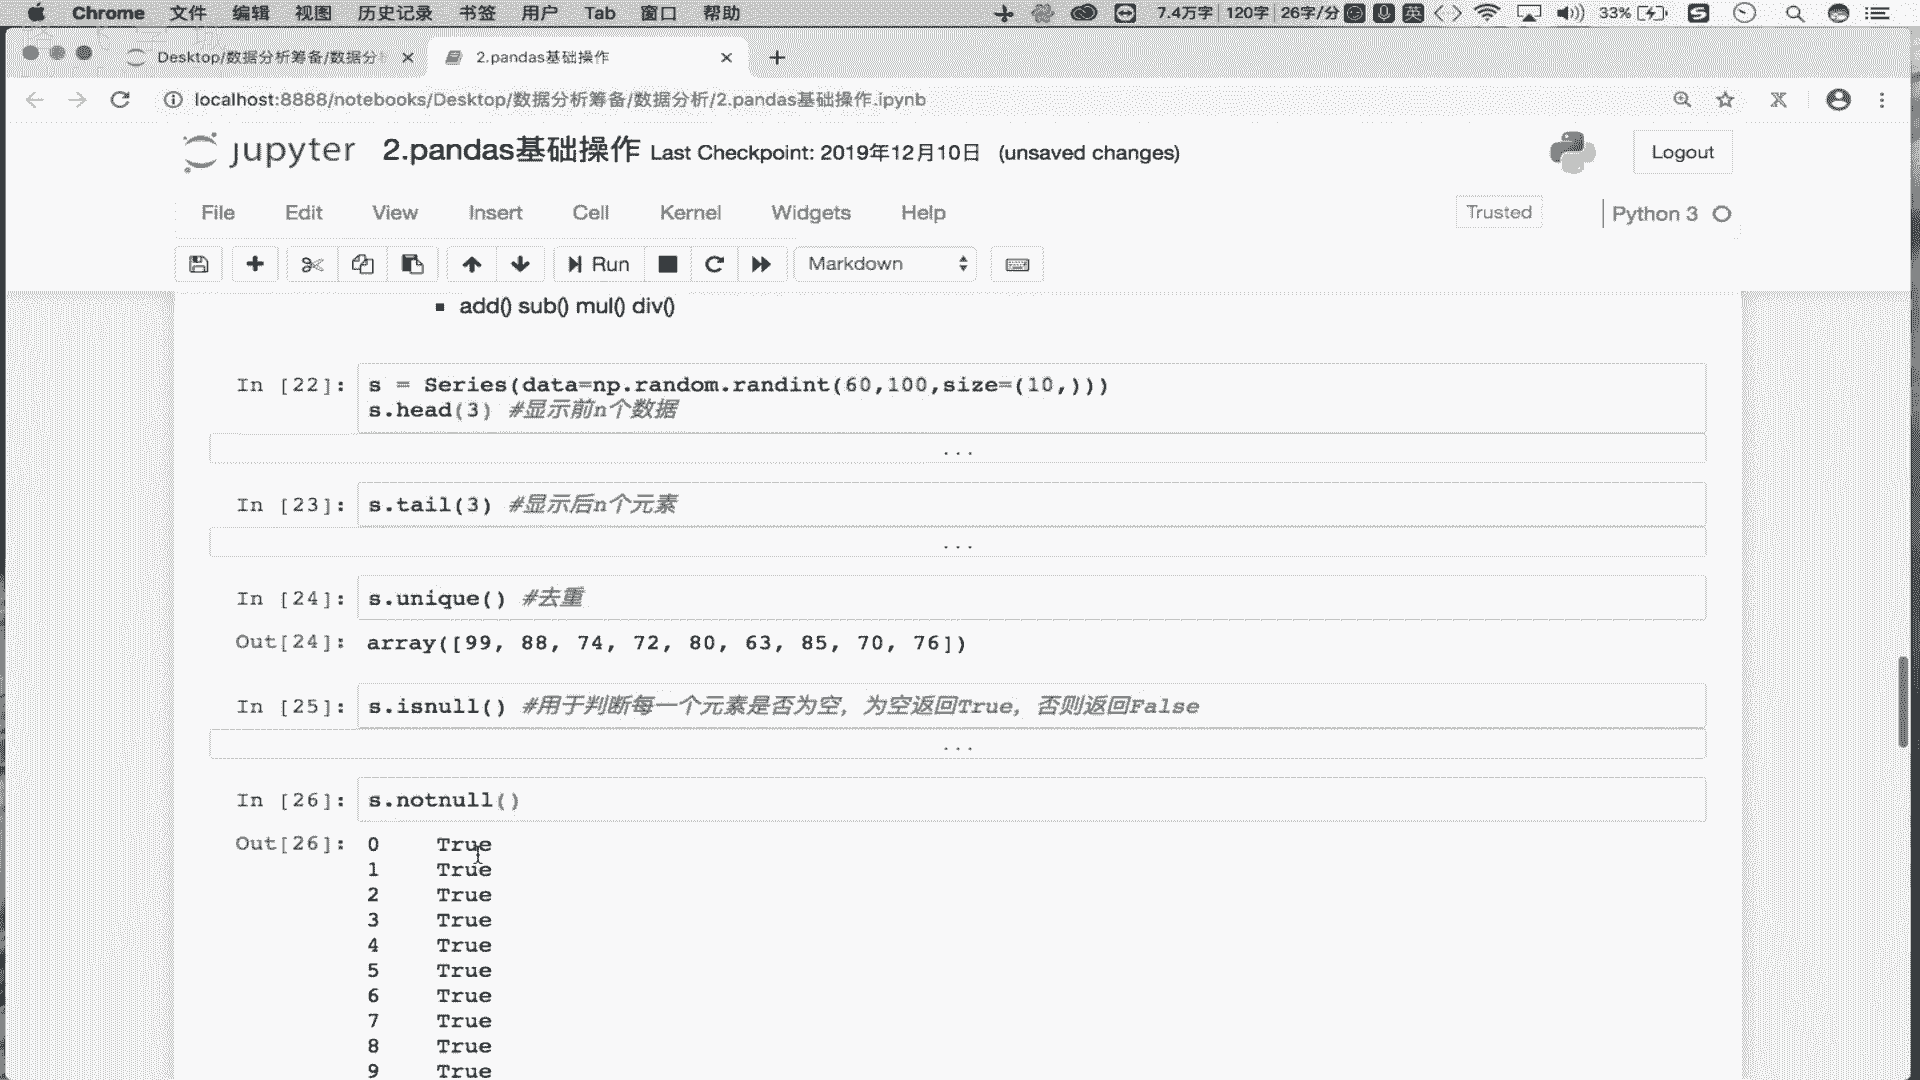 Chrome 文件 编辑 视图 历史记录 书签 用户 Tab 窗口 帮助 7.4万字 120字 26字/分 英 33%
Desktop/数据分析筹备/数据分 2.pandas基础操作
localhost:8888/notebooks/Desktop/数据分析筹备/数据分析/2.pandas基础操作.ipynb
jupyter 2.pandas基础操作 Last Checkpoint: 2019年12月10日 (unsaved changes) Logout
File Edit View Insert Cell Kernel Widgets Help Trusted Python 3
Run Markdown
▪ add() sub() mul() div()
In [22]: s = Series(data=np.random.randint(60,100,size=(10,)))
s.head(3) #显示前n个数据
...
In [23]: s.tail(3) #显示后n个元素
...
In [24]: s.unique() #去重
Out[24]: array([99, 88, 74, 72, 80, 63, 85, 70, 76])
In [25]: s.isnull() #用于判断每一个元素是否为空，为空返回True，否则返回False
...
In [26]: s.notnull()
Out[26]: 0 True
1 True
2 True
3 True
4 True
5 True
6 True
7 True
8 True
9 True